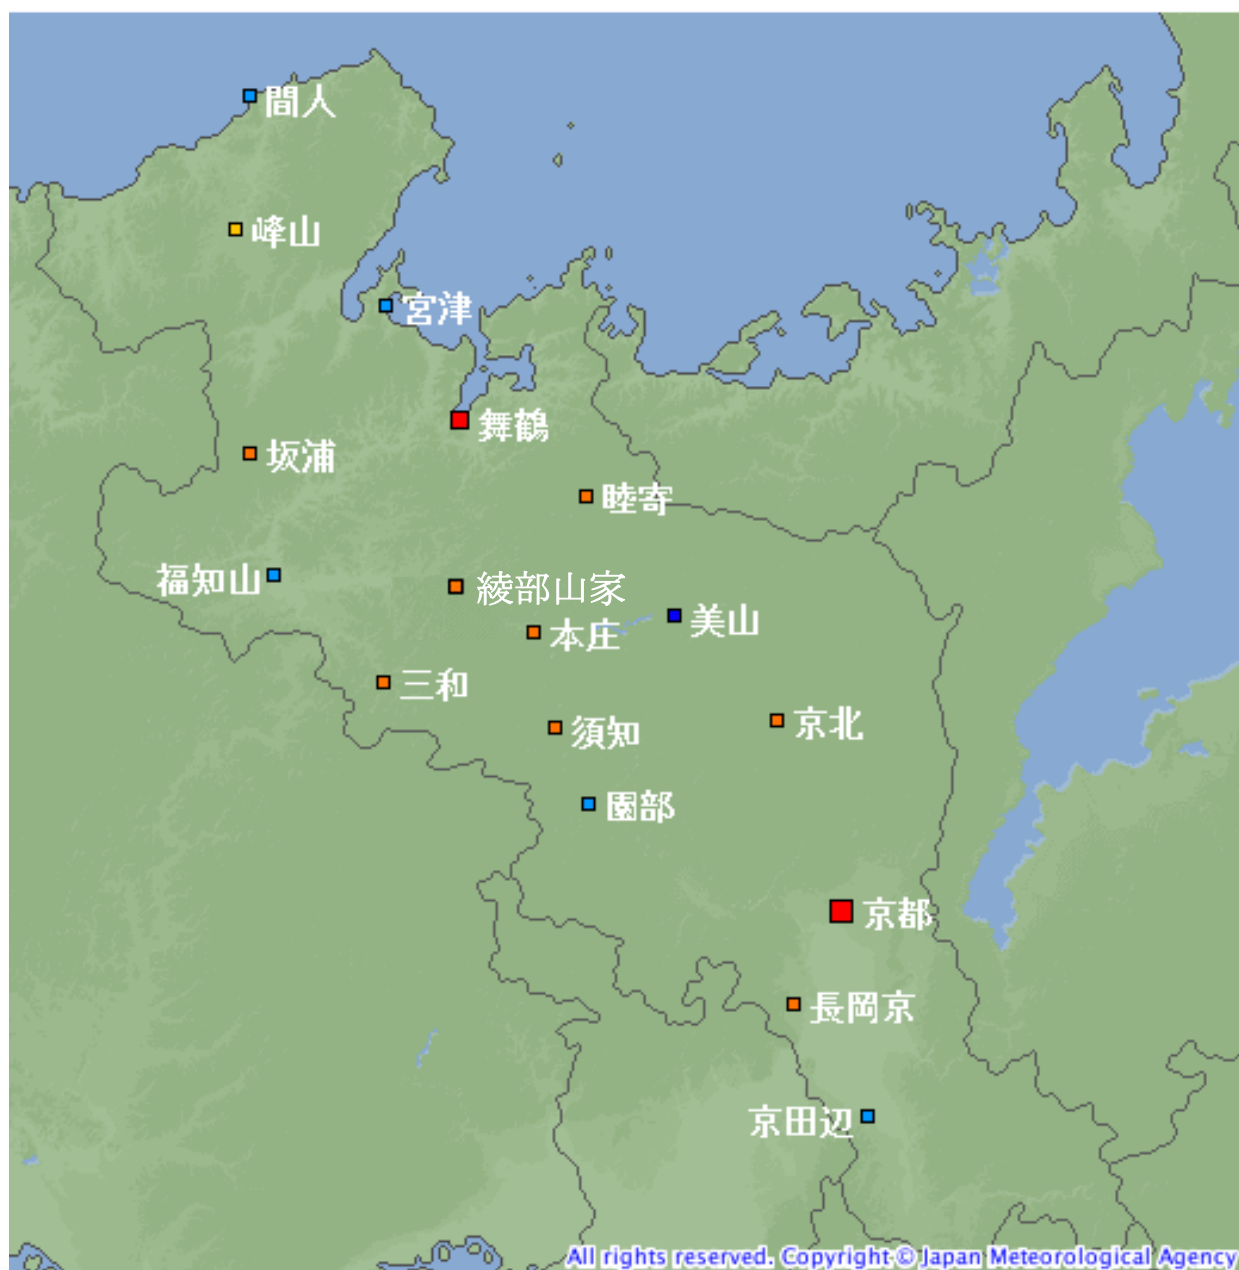 間人
峰山
宮津
舞鶴
坂浦
睦寄
福知山
綾部山家
美山
本庄
三和
京北
須知
園部
京都
長岡京
京田辺
All rights reserved. Copyright © Japan Meteorological Agency